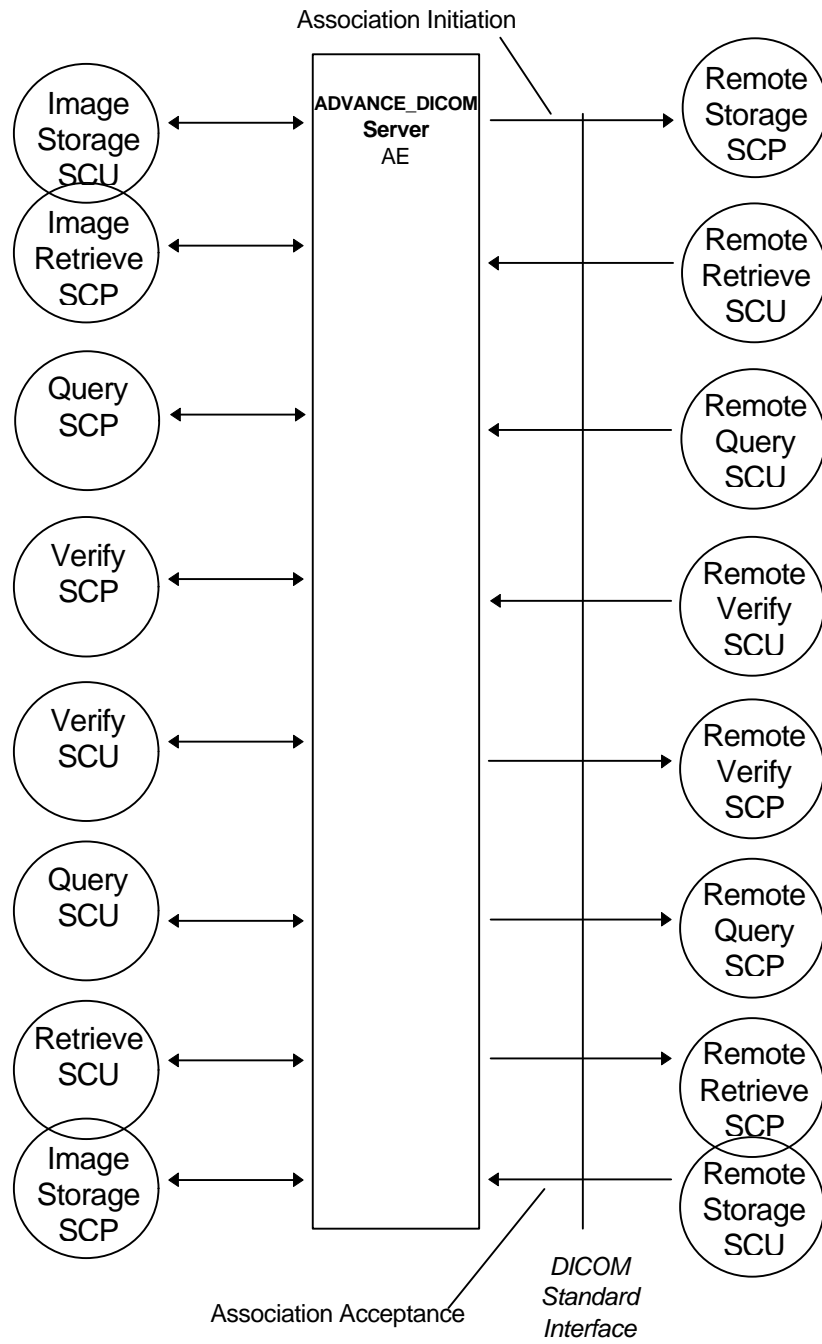 Association Initiation
Image
Storage
SCU
ADVANCE_DICOM
Server
AE
Remote
Storage
SCP
Image
Retrieve
SCP
Remote
Retrieve
SCU
Query
SCP
Remote
Query
SCU
Verify
SCP
Remote
Verify
SCU
Verify
SCU
Remote
Verify
SCP
Query
SCU
Remote
Query
SCP
Retrieve
SCU
Remote
Retrieve
SCP
Image
Storage
SCP
Remote
Storage
SCU
Association Acceptance
DICOM
Standard
Interface